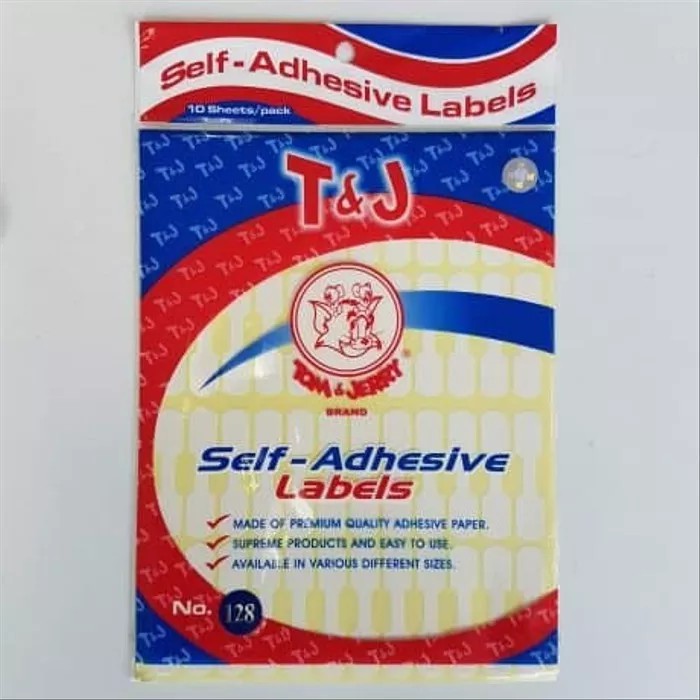 Self-Adhesive Labels
10 Sheets/pack
T&J
TOM & JERRY®
BRAND
Self-Adhesive
Labels
MADE OF PREMIUM QUALITY ADHESIVE PAPER.
SUPREME PRODUCTS AND EASY TO USE.
AVAILABLE IN VARIOUS DIFFERENT SIZES.
No. 128